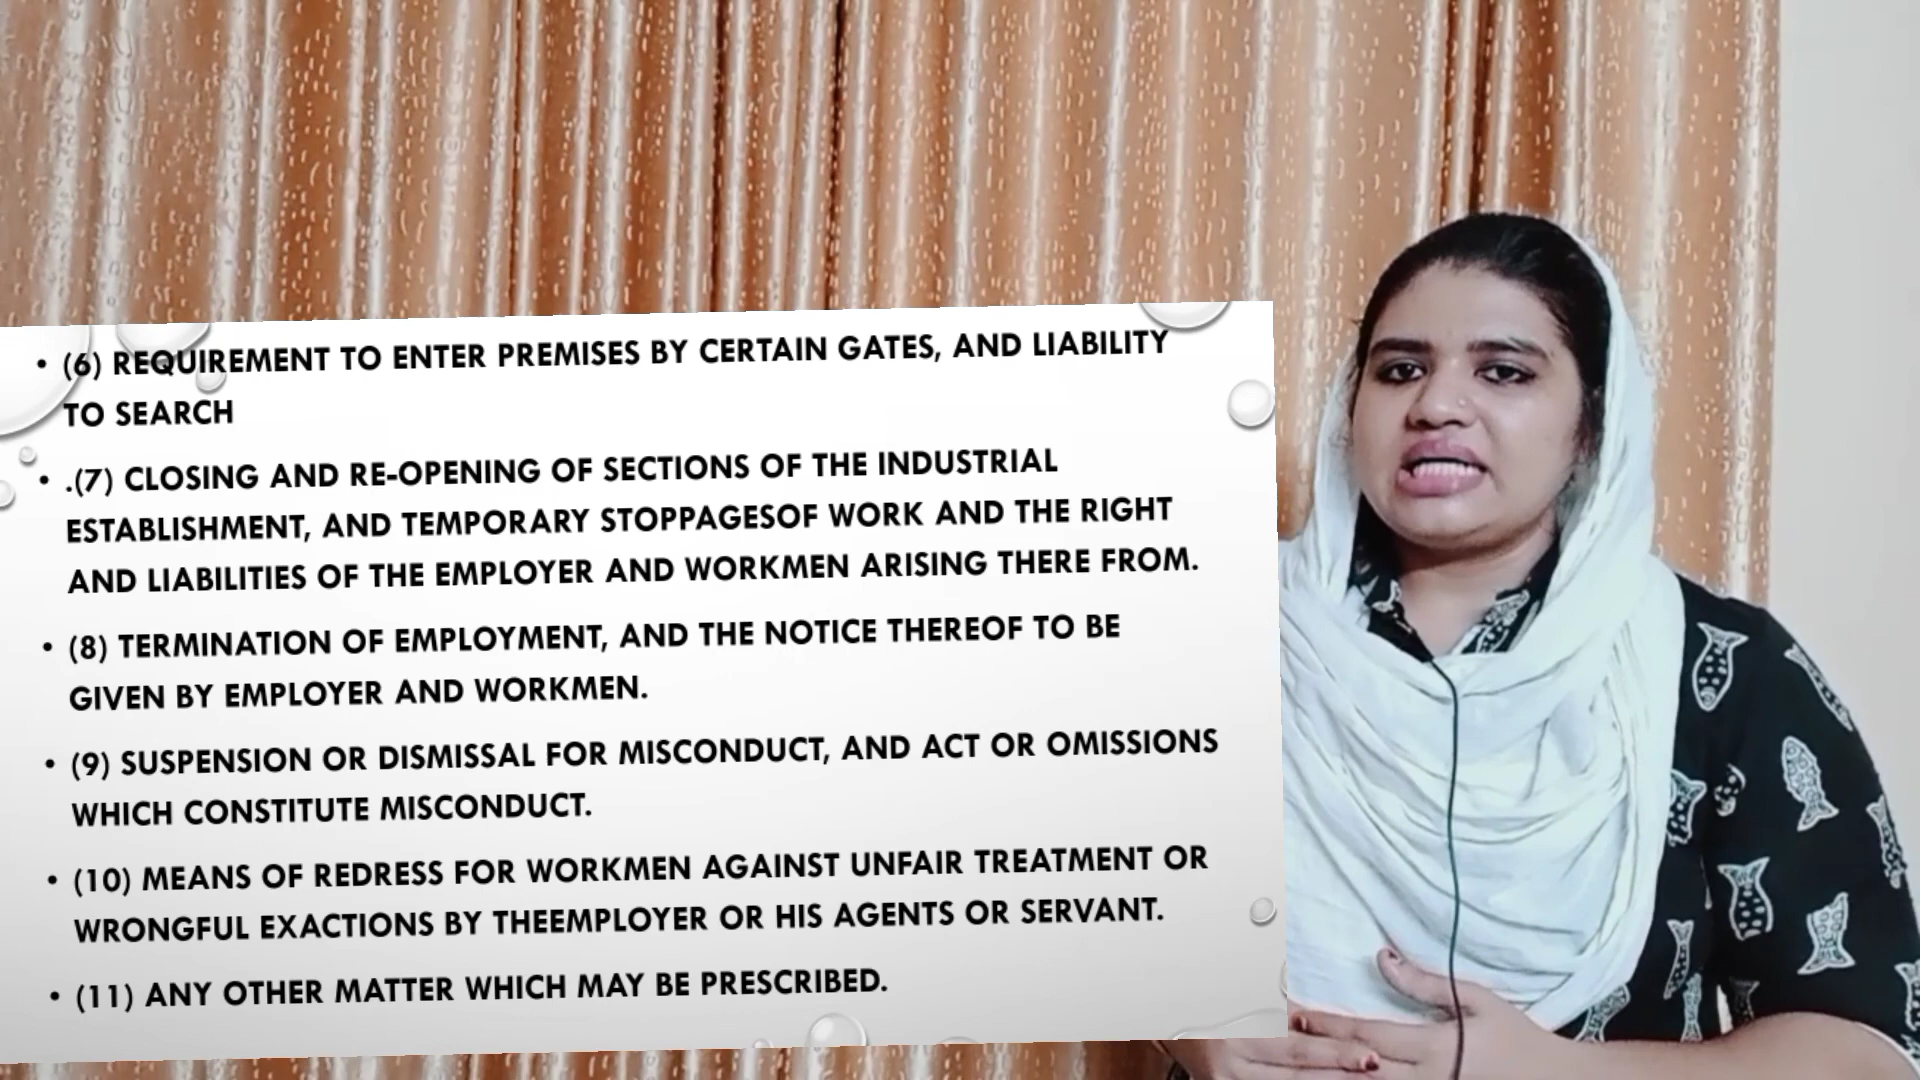 • (6) REQUIREMENT TO ENTER PREMISES BY CERTAIN GATES, AND LIABILITY
TO SEARCH
• .(7) CLOSING AND RE-OPENING OF SECTIONS OF THE INDUSTRIAL
ESTABLISHMENT, AND TEMPORARY STOPPAGESOF WORK AND THE RIGHT
AND LIABILITIES OF THE EMPLOYER AND WORKMEN ARISING THERE FROM.
• (8) TERMINATION OF EMPLOYMENT, AND THE NOTICE THEREOF TO BE
GIVEN BY EMPLOYER AND WORKMEN.
• (9) SUSPENSION OR DISMISSAL FOR MISCONDUCT, AND ACT OR OMISSIONS
WHICH CONSTITUTE MISCONDUCT.
• (10) MEANS OF REDRESS FOR WORKMEN AGAINST UNFAIR TREATMENT OR
WRONGFUL EXACTIONS BY THEEMPLOYER OR HIS AGENTS OR SERVANT.
• (11) ANY OTHER MATTER WHICH MAY BE PRESCRIBED.